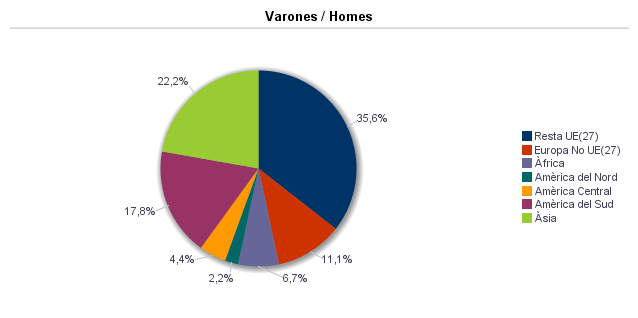 Varones / Homes
22,2%
35,6%
17,8%
4,4%
2,2%
6,7%
11,1%
Resta UE(27)
Europa No UE(27)
Àfrica
Amèrica del Nord
Amèrica Central
Amèrica del Sud
Àsia